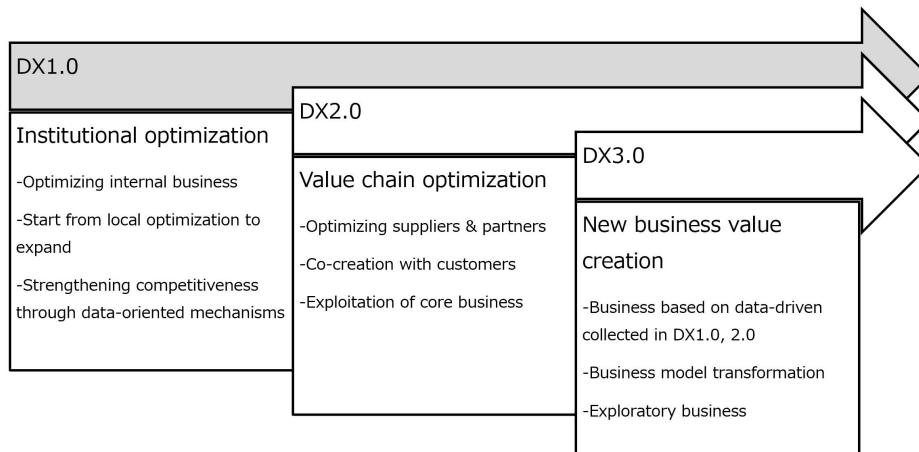 DX1.0
Institutional optimization
-Optimizing internal business
-Start from local optimization to
expand
-Strengthening competitiveness
through data-oriented mechanisms
DX2.0
Value chain optimization
-Optimizing suppliers & partners
-Co-creation with customers
-Exploitation of core business
DX3.0
New business value
creation
-Business based on data-driven
collected in DX1.0, 2.0
-Business model transformation
-Exploratory business